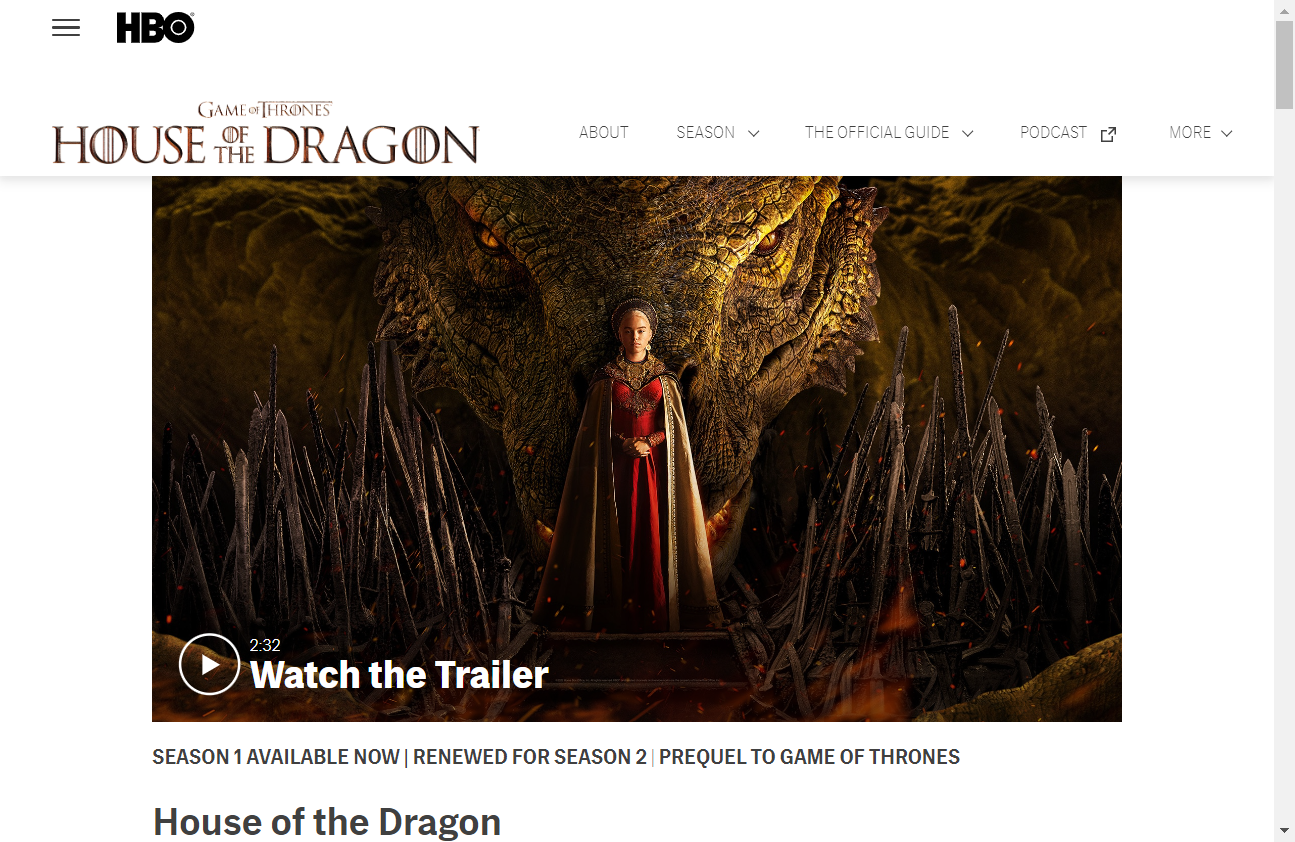 HBO
GAME OF THRONES
HOUSE OF THE DRAGON
ABOUT
SEASON
THE OFFICIAL GUIDE
PODCAST
MORE
2:32
Watch the Trailer
SEASON 1 AVAILABLE NOW | RENEWED FOR SEASON 2 | PREQUEL TO GAME OF THRONES
House of the Dragon